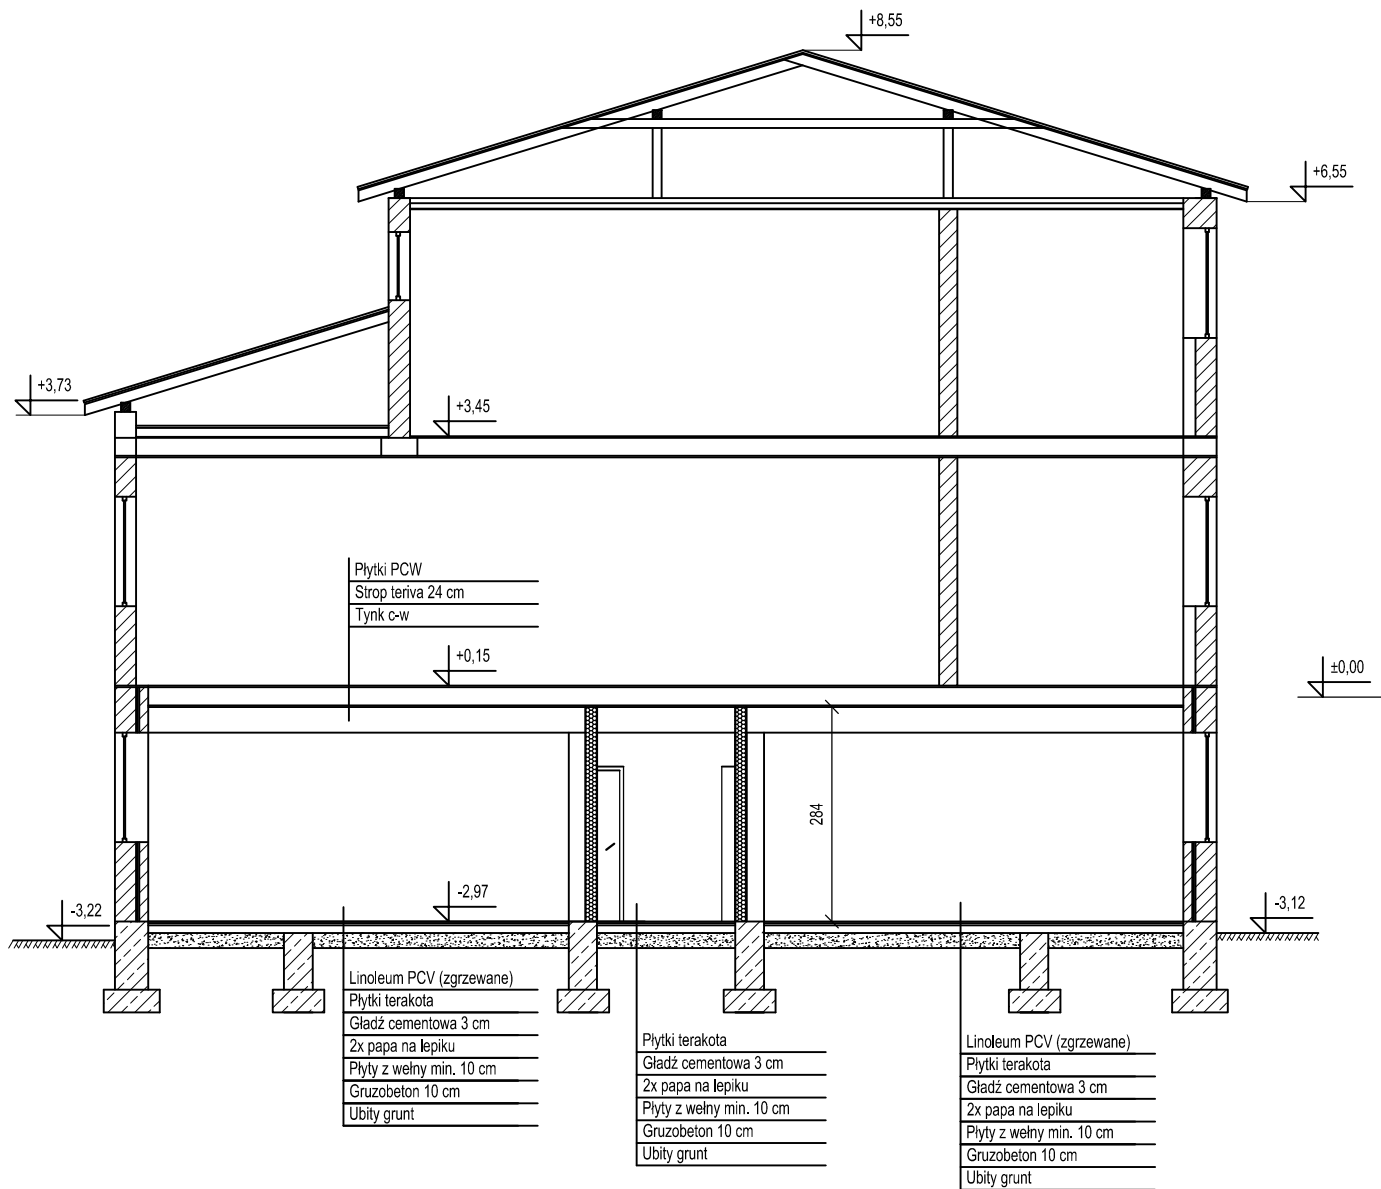 +8,55
+6,55
+3,73
+3,45
Płytki PCW
Strop teriva 24 cm
Tynk c-w
+0,15
±0,00
284
-2,97
-3,22
-3,12
Linoleum PCV (zgrzewane)
Płytki terakota
Gładź cementowa 3 cm
2x papa na lepiku
Płyty z wełny min. 10 cm
Gruzobeton 10 cm
Ubity grunt
Płytki terakota
Gładź cementowa 3 cm
2x papa na lepiku
Płyty z wełny min. 10 cm
Gruzobeton 10 cm
Ubity grunt
Linoleum PCV (zgrzewane)
Płytki terakota
Gładź cementowa 3 cm
2x papa na lepiku
Płyty z wełny min. 10 cm
Gruzobeton 10 cm
Ubity grunt